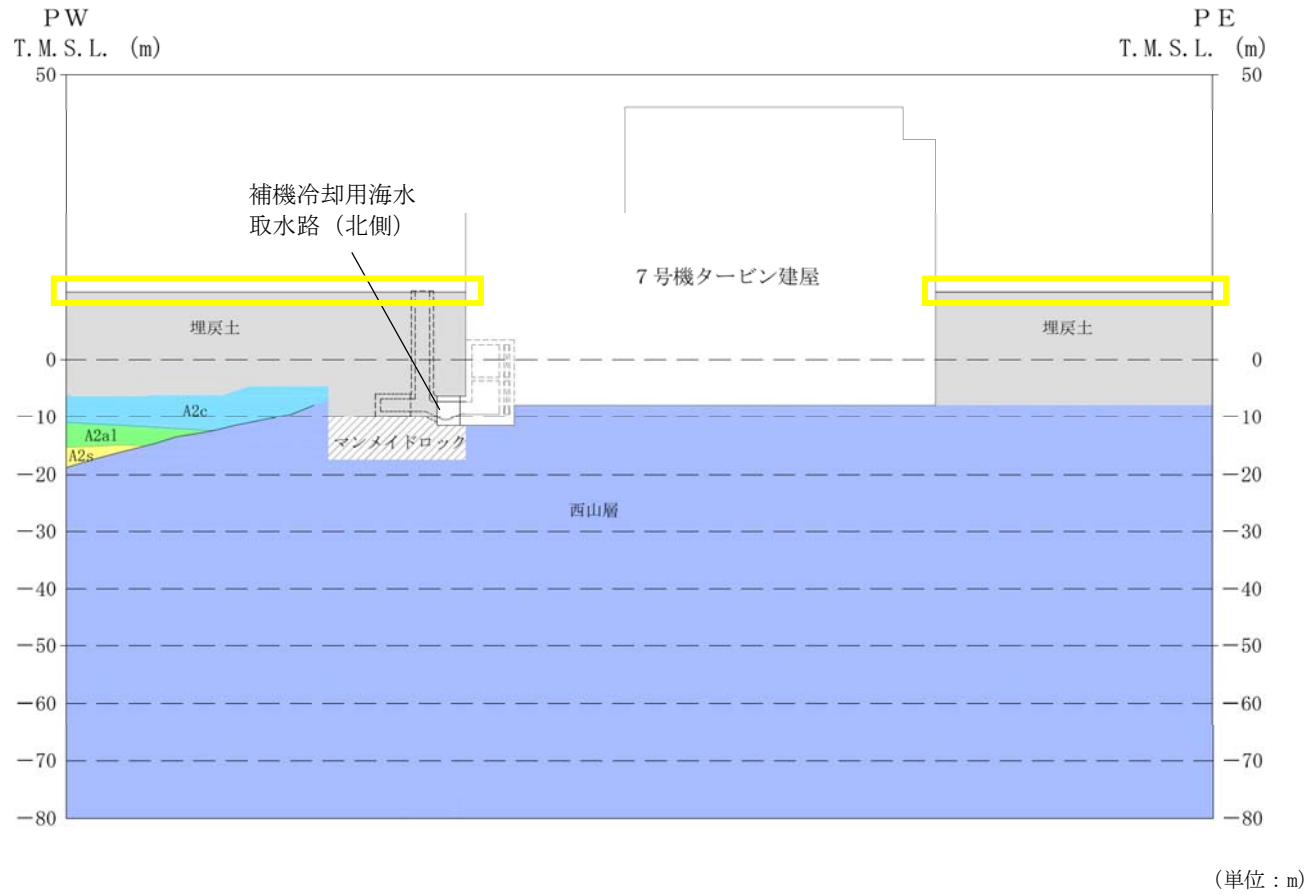 ＰＷ
T.M.S.L. (m)
ＰＥ
T.M.S.L. (m)
50
50
補機冷却用海水
取水路（北側）
７号機タービン建屋
埋戻土
埋戻土
0
0
A2c
−10
−10
A2al
マンメイドロック
A2s
−20
−20
西山層
−30
−30
−40
−40
−50
−50
−60
−60
−70
−70
−80
−80
(単位：m)